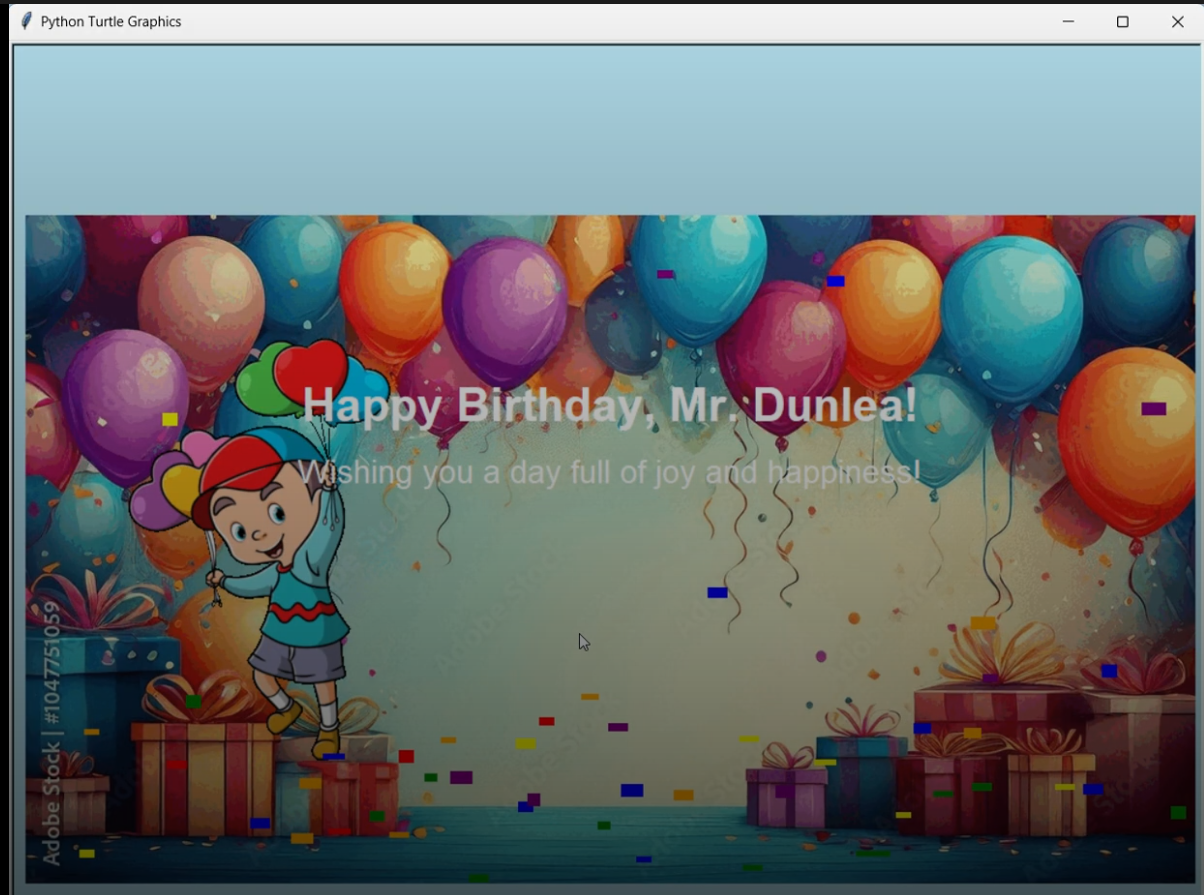 Python Turtle Graphics
Happy Birthday, Mr. Dunlea!
Wishing you a day full of joy and happiness!
Adobe Stock | #1047751059